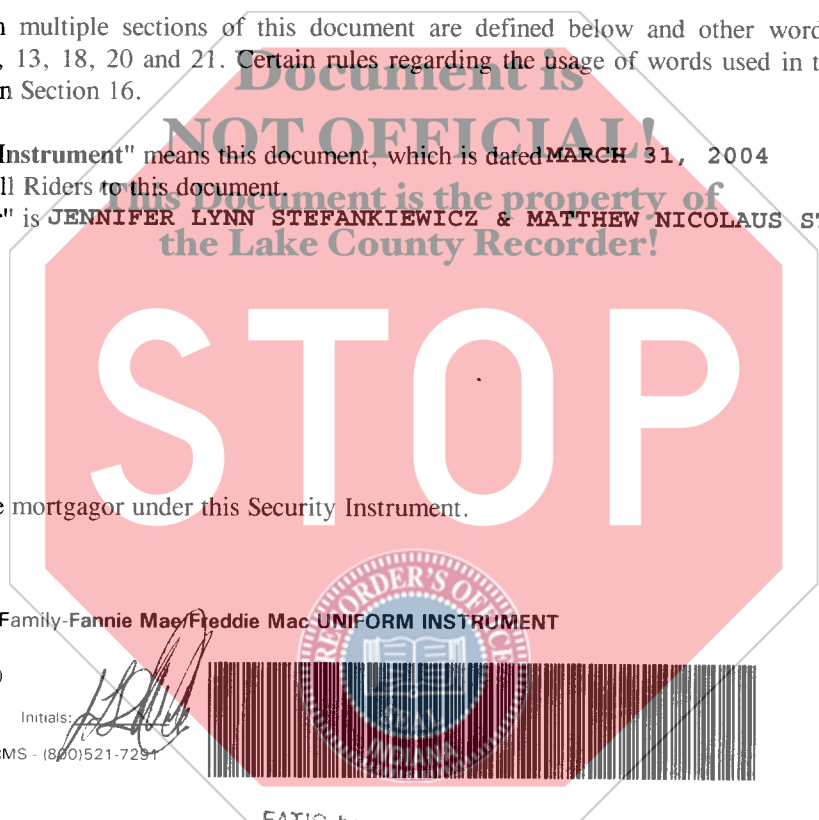 multiple sections of this document are defined below and other
, 13, 18, 20 and 21. Certain rules regarding the usage of words used in
Section 16.
Document is
NOT OFFICIAL!
Instrument" means this document, which is dated MARCH 31, 2004
Riders to this document.
This Document is the property of
" is JENNIFER LYNN STEFANKIEWICZ & MATTHEW NICOLAUS
the Lake County Recorder!
STOP
mortgagor under this Security Instrument.
RECORDER'S OFFICE
Family-Fannie Mae/Freddie Mac UNIFORM INSTRUMENT
)
Initials:
SEAL
INDIANA
MS - (800)521-7291